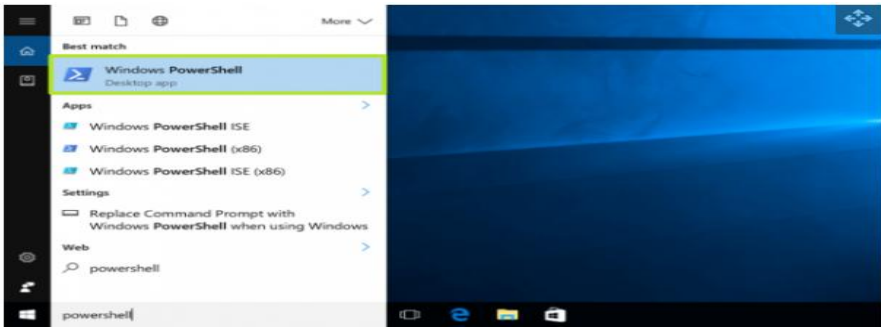 More
Best match
Windows PowerShell
Desktop app
Apps
Windows PowerShell ISE
Windows PowerShell (x86)
Windows PowerShell ISE (x86)
Settings
Replace Command Prompt with
Windows PowerShell when using Windows
Web
powershell
powershell